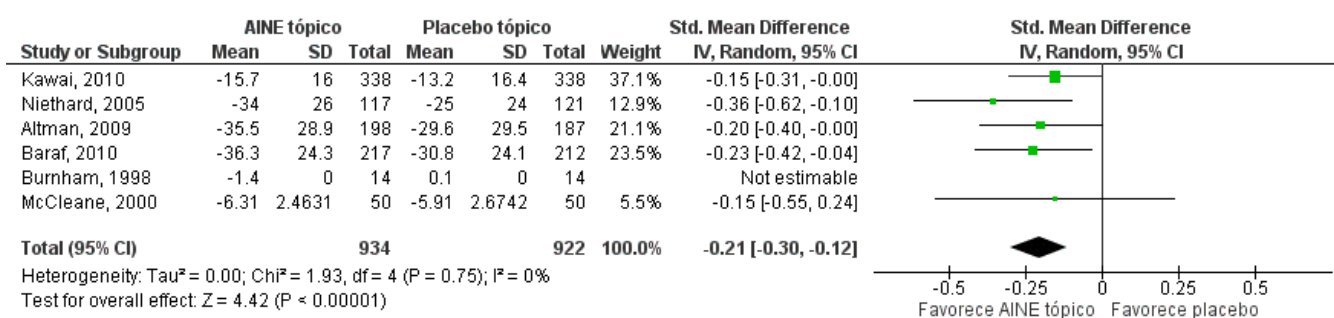 AINE tópico Placebo tópico Std. Mean Difference Std. Mean Difference
Study or Subgroup Mean SD Total Mean SD Total Weight IV, Random, 95% CI IV, Random, 95% CI
Kawai, 2010 -15.7 16 338 -13.2 16.4 338 37.1% -0.15 [-0.31, -0.00]
Niethard, 2005 -34 26 117 -25 24 121 12.9% -0.36 [-0.62, -0.10]
Altman, 2009 -35.5 28.9 198 -29.6 29.5 187 21.1% -0.20 [-0.40, -0.00]
Baraf, 2010 -36.3 24.3 217 -30.8 24.1 212 23.5% -0.23 [-0.42, -0.04]
Burnham, 1998 -1.4 0 14 0.1 0 14 Not estimable
McCleane, 2000 -6.31 2.4631 50 -5.91 2.6742 50 5.5% -0.15 [-0.55, 0.24]
Total (95% CI) 934 922 100.0% -0.21 [-0.30, -0.12]
Heterogeneity: Tau² = 0.00; Chi² = 1.93, df = 4 (P = 0.75); I² = 0%
Test for overall effect: Z = 4.42 (P < 0.00001)
-0.5 -0.25 0 0.25 0.5
Favorece AINE tópico Favorece placebo